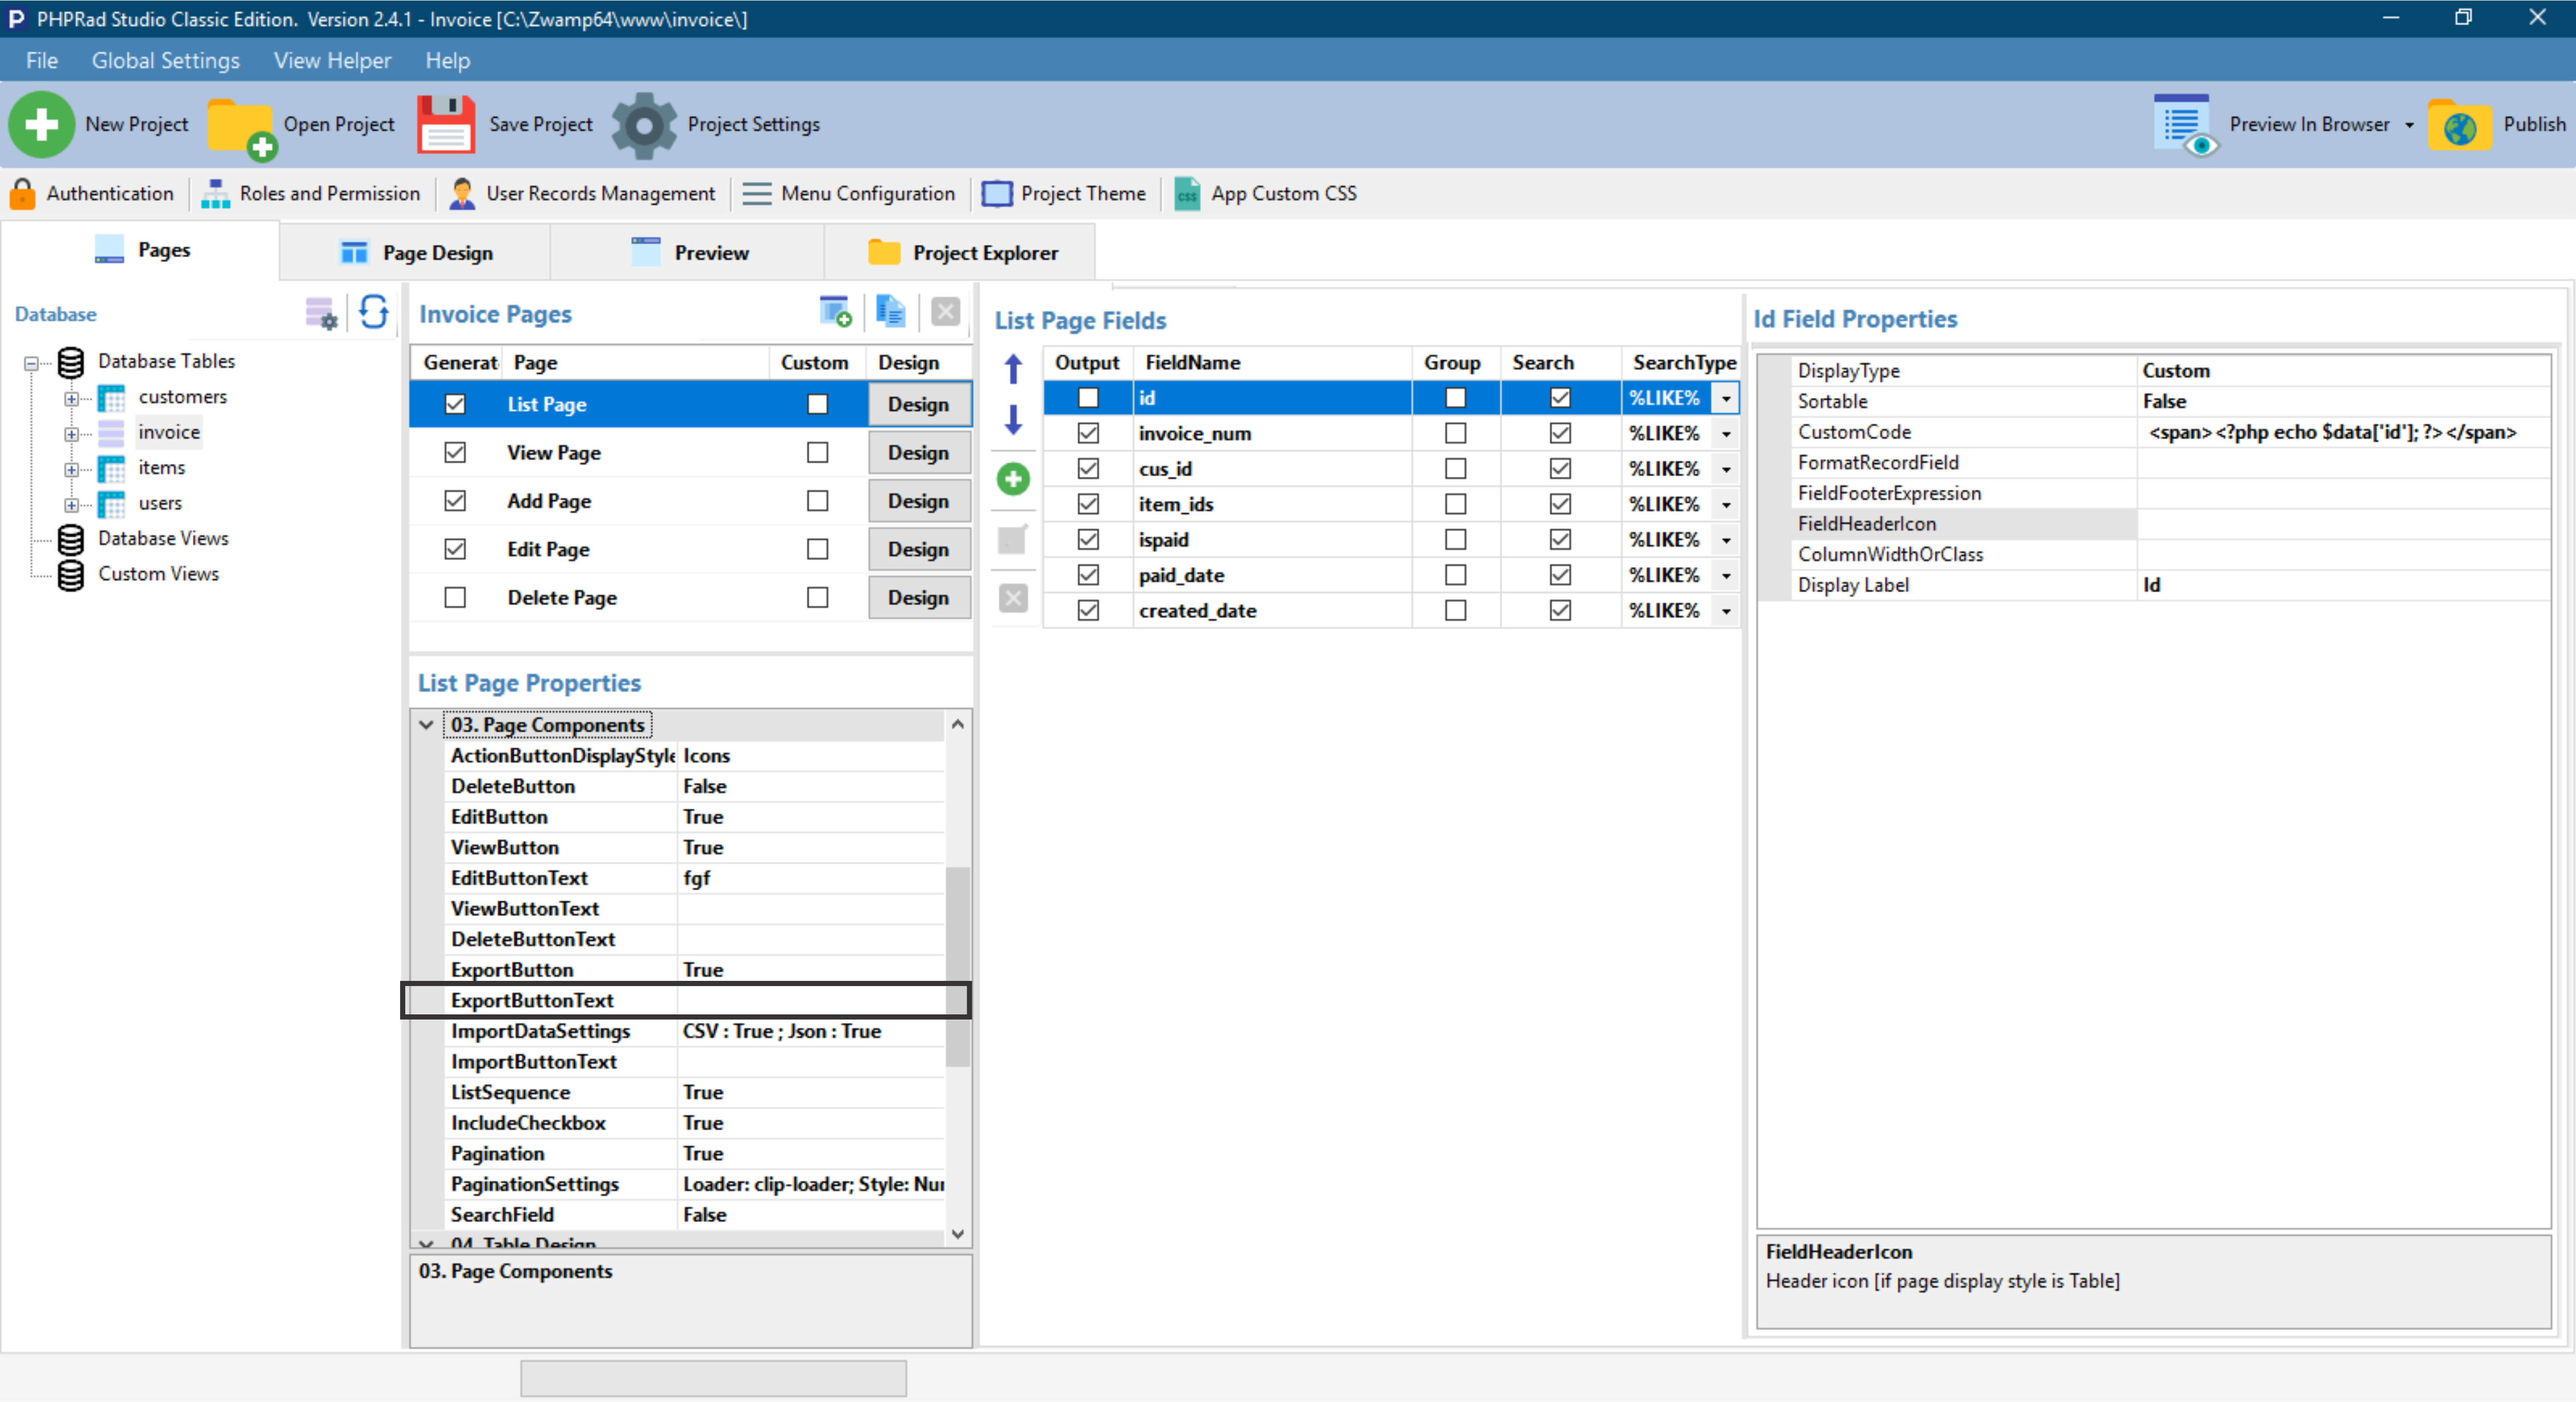 PHPRad Studio Classic Edition. Version 2.4.1 - Invoice [C:\Zwamp64\www\invoice\]
File Global Settings View Helper Help
New Project Open Project Save Project Project Settings Preview In Browser Publish
Authentication Roles and Permission User Records Management Menu Configuration Project Theme App Custom CSS
Pages Page Design Preview Project Explorer
Database
Database Tables
customers
invoice
items
users
Database Views
Custom Views
Invoice Pages
Generat Page Custom Design
List Page Design
View Page Design
Add Page Design
Edit Page Design
Delete Page Design
List Page Properties
03. Page Components
ActionButtonDisplayStyle Icons
DeleteButton False
EditButton True
ViewButton True
EditButtonText fgf
ViewButtonText
DeleteButtonText
ExportButton True
ExportButtonText
ImportDataSettings CSV : True ; Json : True
ImportButtonText
ListSequence True
IncludeCheckbox True
Pagination True
PaginationSettings Loader: clip-loader; Style: Nur
SearchField False
04. Table Design
03. Page Components
List Page Fields
Output FieldName Group Search SearchType
id %LIKE%
invoice_num %LIKE%
cus_id %LIKE%
item_ids %LIKE%
ispaid %LIKE%
paid_date %LIKE%
created_date %LIKE%
Id Field Properties
DisplayType Custom
Sortable False
CustomCode <span><?php echo $data['id']; ?></span>
FormatRecordField
FieldFooterExpression
FieldHeaderIcon
ColumnWidthOrClass
Display Label Id
FieldHeaderIcon
Header icon [if page display style is Table]